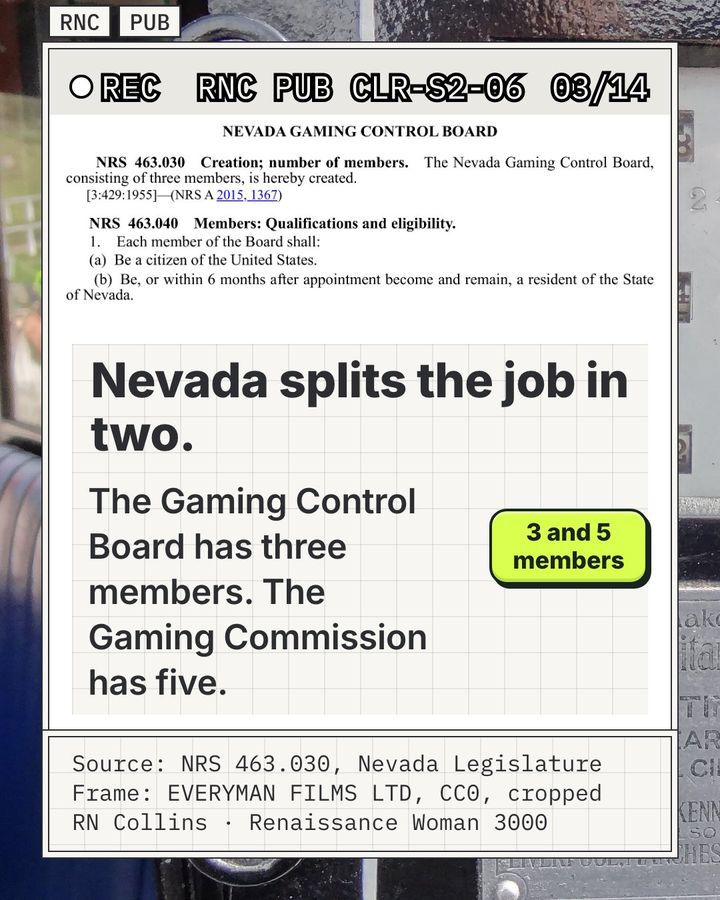 RNC PUB
REC RNC PUB CLR-S2-06 03/14
NEVADA GAMING CONTROL BOARD
NRS 463.030 Creation; number of members. The Nevada Gaming Control Board,
consisting of three members, is hereby created.
[3:429:1955]—(NRS A 2015, 1367)
NRS 463.040 Members: Qualifications and eligibility.
1. Each member of the Board shall:
(a) Be a citizen of the United States.
(b) Be, or within 6 months after appointment become and remain, a resident of the State
of Nevada.
Nevada splits the job in
two.
The Gaming Control
Board has three
members. The
Gaming Commission
has five.
3 and 5
members
Source: NRS 463.030, Nevada Legislature
Frame: EVERYMAN FILMS LTD, CC0, cropped
RN Collins · Renaissance Woman 3000